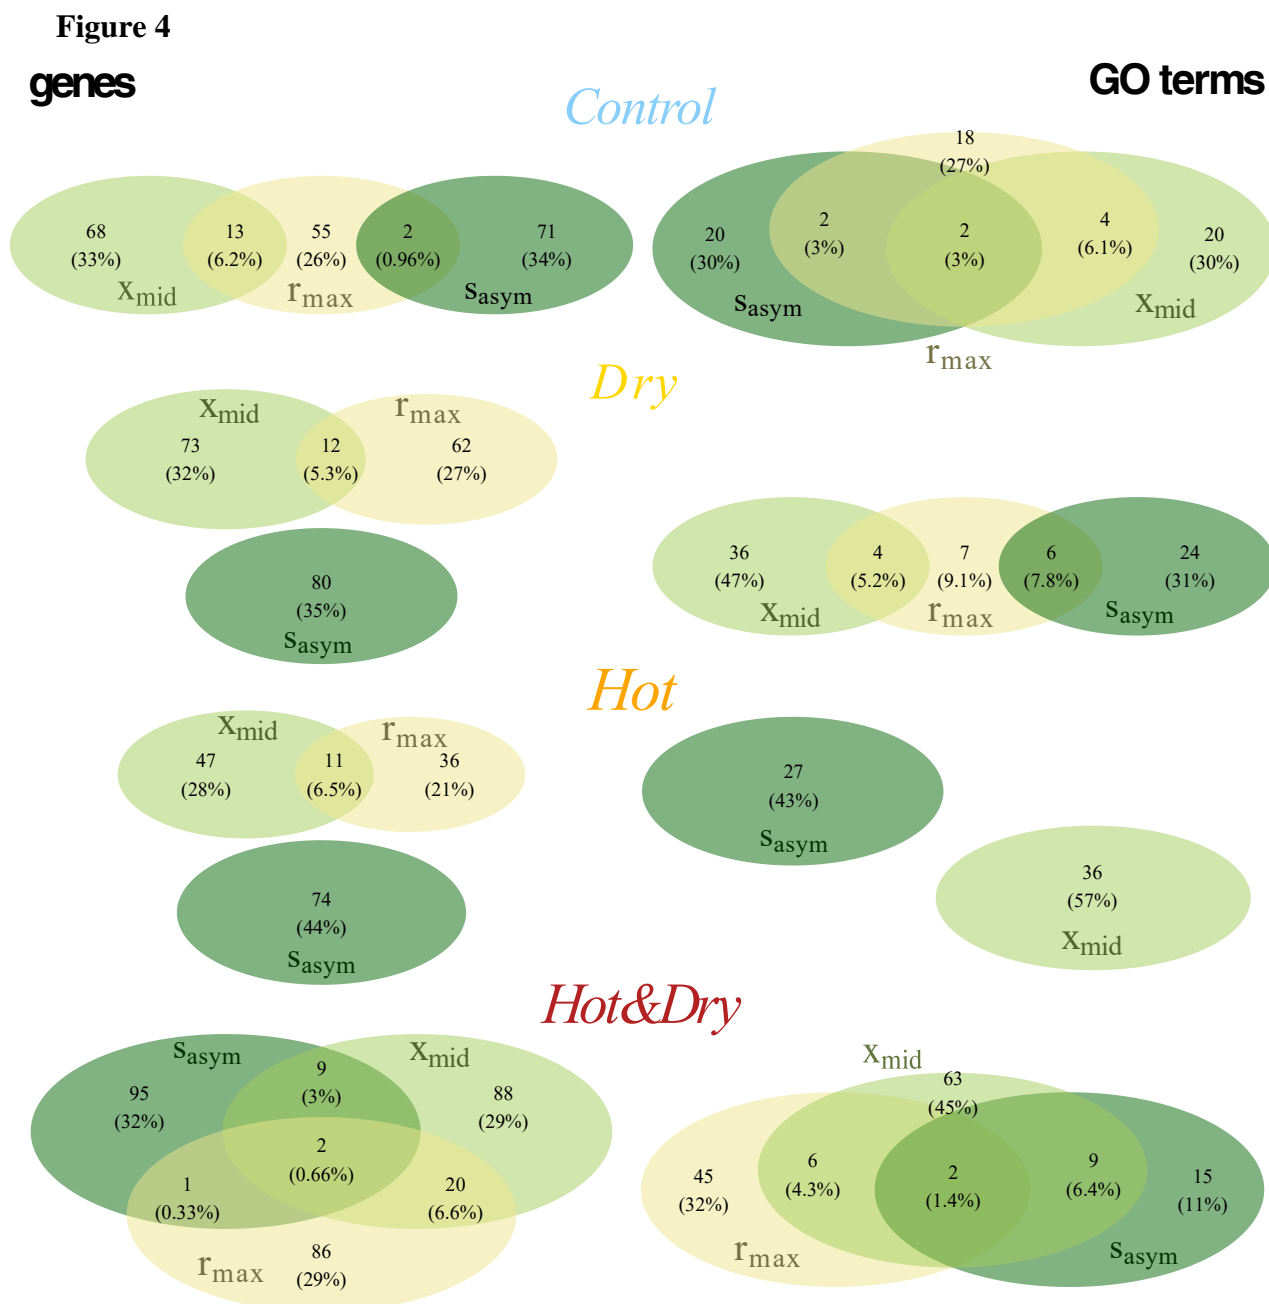 Figure 4
genes
GO terms
Control
68
(33%)
13
(6.2%)
55
(26%)
2
(0.96%)
71
(34%)
xmid
rmax
sasym
18
(27%)
20
(30%)
2
(3%)
2
(3%)
4
(6.1%)
20
(30%)
sasym
xmid
rmax
Dry
xmid
rmax
73
(32%)
12
(5.3%)
62
(27%)
80
(35%)
sasym
36
(47%)
4
(5.2%)
7
(9.1%)
6
(7.8%)
24
(31%)
xmid
rmax
sasym
Hot
xmid
rmax
47
(28%)
11
(6.5%)
36
(21%)
74
(44%)
sasym
27
(43%)
sasym
36
(57%)
xmid
Hot&Dry
sasym
xmid
95
(32%)
9
(3%)
88
(29%)
2
(0.66%)
1
(0.33%)
20
(6.6%)
86
(29%)
rmax
xmid
63
(45%)
45
(32%)
6
(4.3%)
2
(1.4%)
9
(6.4%)
15
(11%)
rmax
sasym